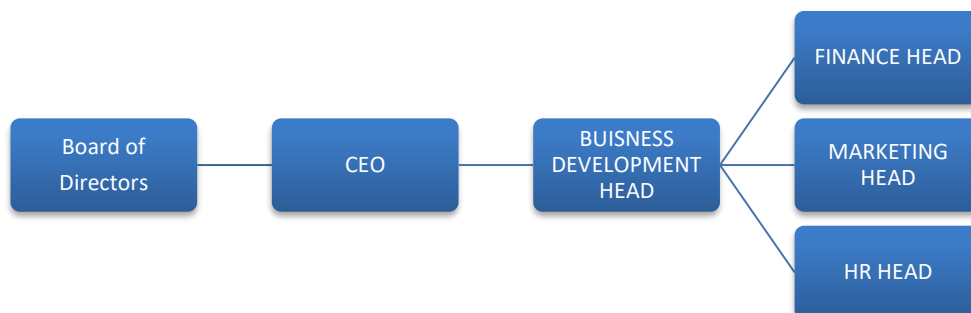 Board of
Directors
CEO
BUISNESS
DEVELOPMENT
HEAD
FINANCE HEAD
MARKETING
HEAD
HR HEAD